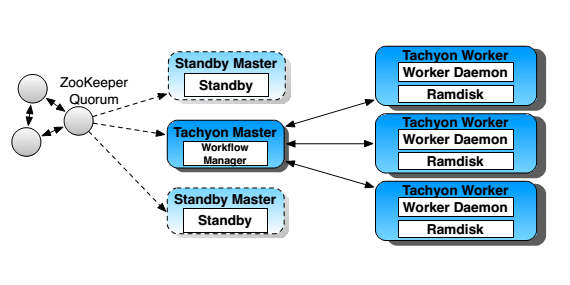 ZooKeeper
Quorum
Standby Master
Standby
Tachyon Master
Workflow
Manager
Standby Master
Standby
Tachyon Worker
Worker Daemon
Ramdisk
Tachyon Worker
Worker Daemon
Ramdisk
Tachyon Worker
Worker Daemon
Ramdisk